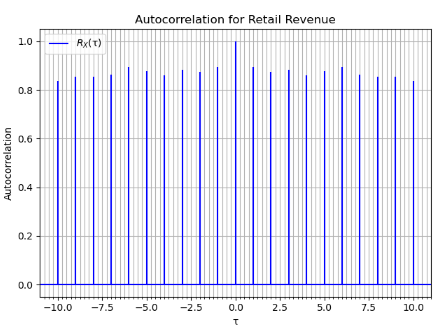 Autocorrelation for Retail Revenue
R_X(τ)
Autocorrelation
1.0
0.8
0.6
0.4
0.2
0.0
−10.0 −7.5 −5.0 −2.5 0.0 2.5 5.0 7.5 10.0
τ